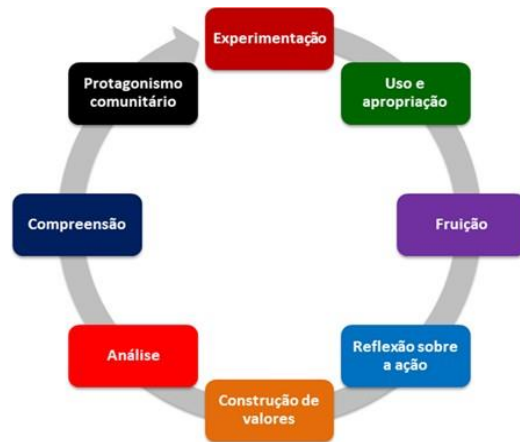 Experimentação
Uso e
apropriação
Fruição
Reflexão sobre
a ação
Construção de
valores
Análise
Compreensão
Protagonismo
comunitário